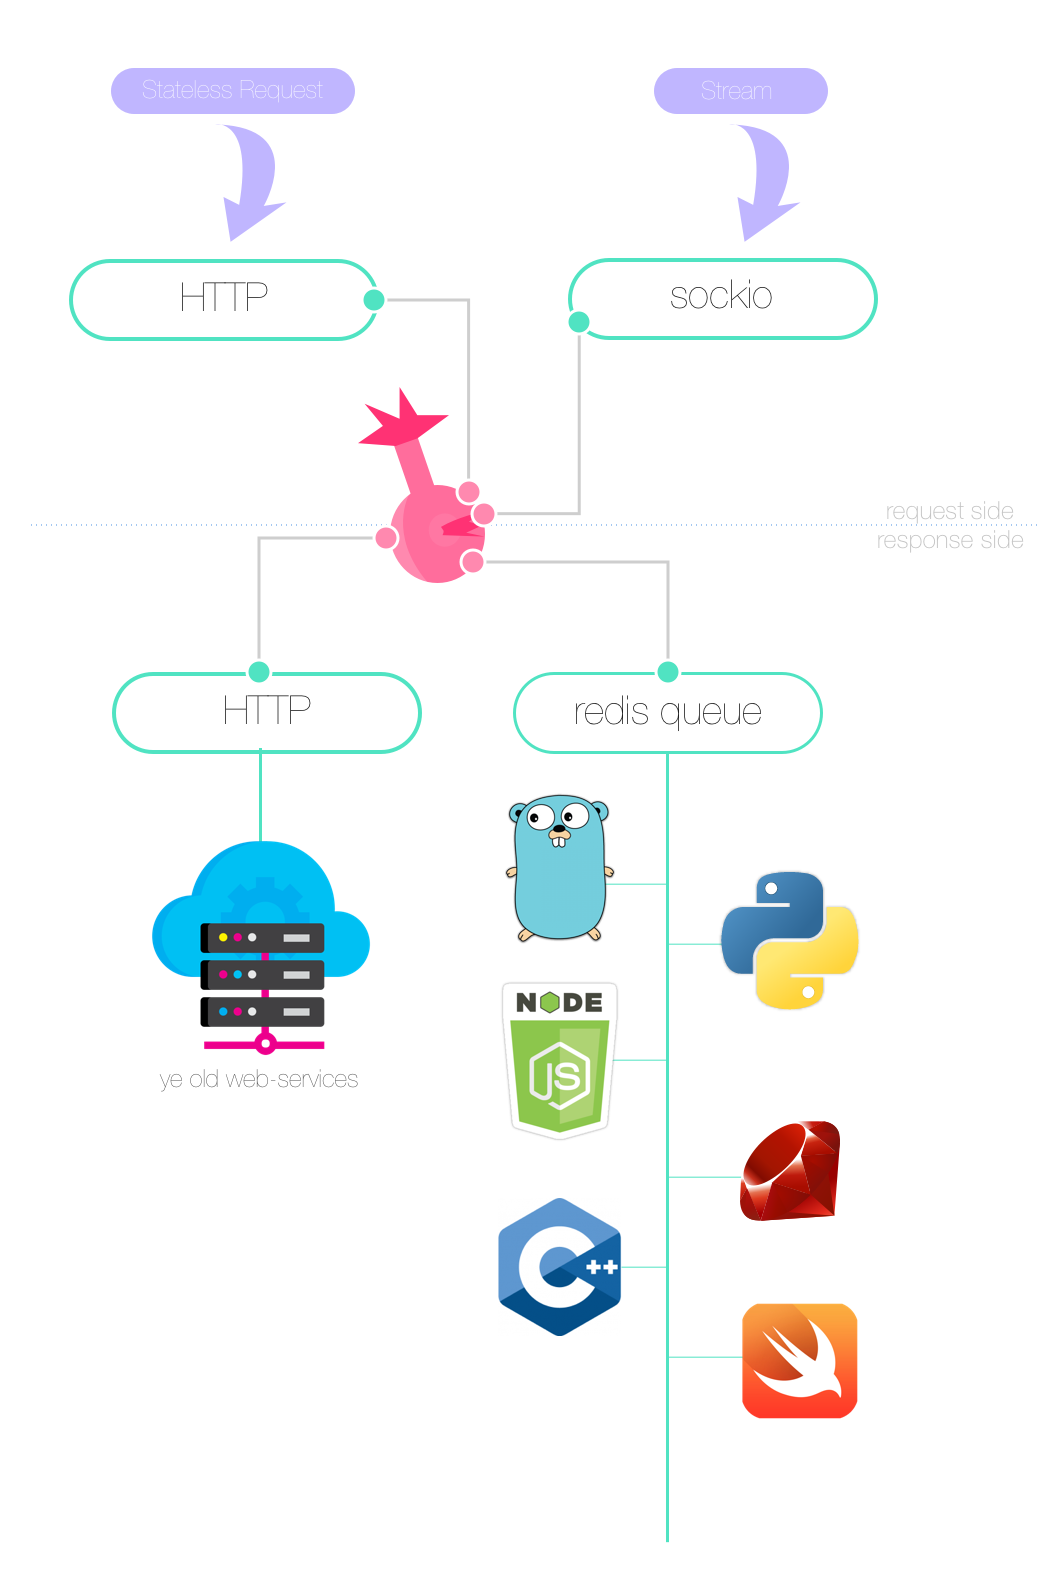 Stateless Request
Stream
HTTP
sockio
request side
response side
HTTP
redis queue
NODE
JS
C++
ye old web-services